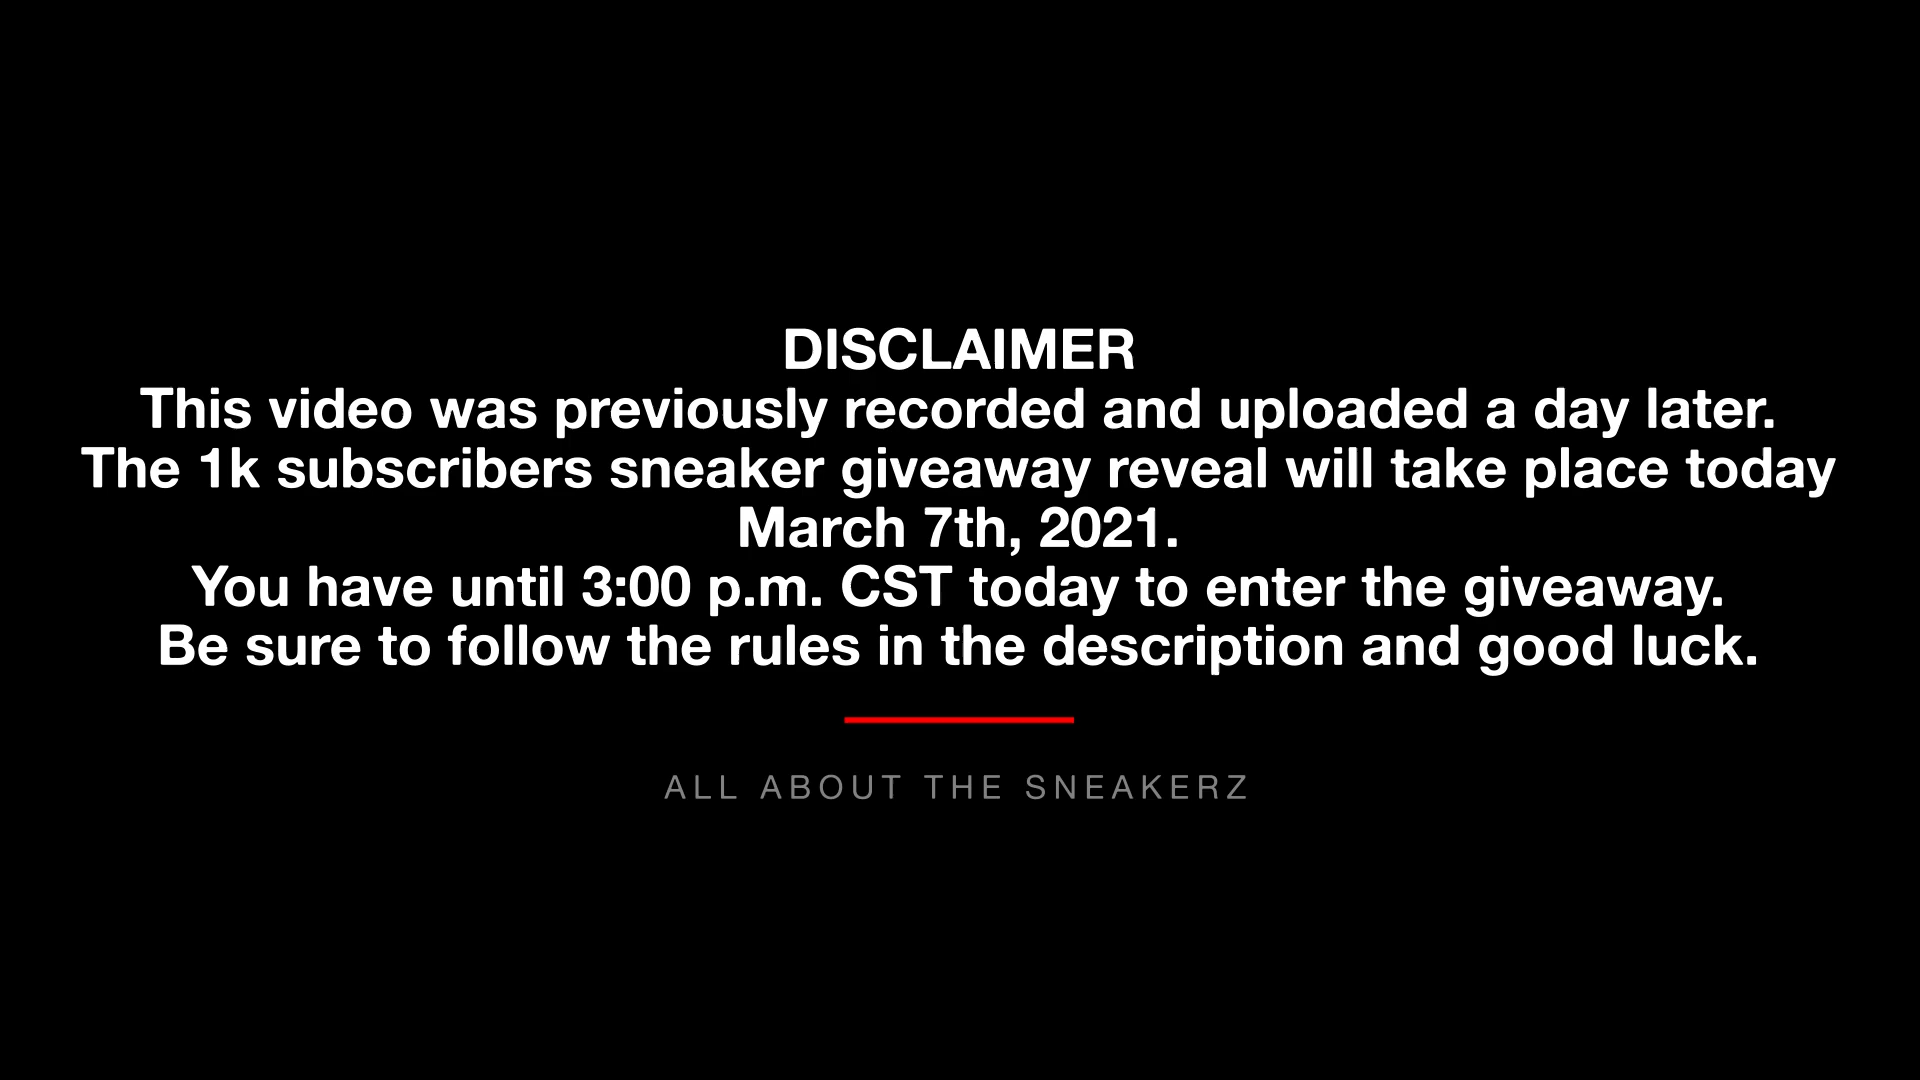 DISCLAIMER
This video was previously recorded and uploaded a day later.
The 1k subscribers sneaker giveaway reveal will take place today
March 7th, 2021.
You have until 3:00 p.m. CST today to enter the giveaway.
Be sure to follow the rules in the description and good luck.
ALL ABOUT THE SNEAKERZ